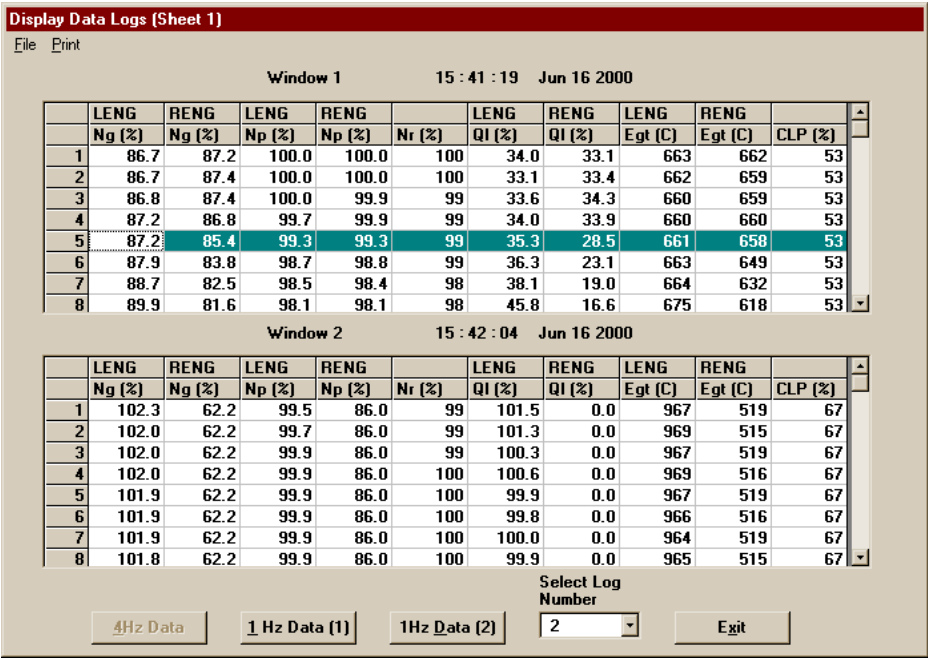 Display Data Logs (Sheet 1)
File Print
Window 1 15 : 41 : 19 Jun 16 2000
LENG RENG LENG RENG LENG RENG LENG RENG
Ng (%) Ng (%) Np (%) Np (%) Nr (%) Ql (%) Ql (%) Egt (C) Egt (C) CLP (%)
1 86.7 87.2 100.0 100.0 100 34.0 33.1 663 662 53
2 86.7 87.4 100.0 100.0 100 33.1 33.4 662 659 53
3 86.8 87.4 100.0 99.9 99 33.6 34.3 660 659 53
4 87.2 86.8 99.7 99.9 99 34.0 33.9 660 660 53
5 87.2 85.4 99.3 99.3 99 35.3 28.5 661 658 53
6 87.9 83.8 98.7 98.8 99 36.3 23.1 663 649 53
7 88.7 82.5 98.5 98.4 98 38.1 19.0 664 632 53
8 89.9 81.6 98.1 98.1 98 45.8 16.6 675 618 53
Window 2 15 : 42 : 04 Jun 16 2000
LENG RENG LENG RENG LENG RENG LENG RENG
Ng (%) Ng (%) Np (%) Np (%) Nr (%) Ql (%) Ql (%) Egt (C) Egt (C) CLP (%)
1 102.3 62.2 99.5 86.0 99 101.5 0.0 967 519 67
2 102.0 62.2 99.7 86.0 99 101.3 0.0 969 515 67
3 102.0 62.2 99.9 86.0 99 100.3 0.0 967 519 67
4 102.0 62.2 99.9 86.0 100 100.6 0.0 969 516 67
5 101.9 62.2 99.9 86.0 100 99.9 0.0 967 519 67
6 101.9 62.2 99.9 86.0 100 99.8 0.0 966 516 67
7 101.9 62.2 99.9 86.0 100 100.0 0.0 964 519 67
8 101.8 62.2 99.9 86.0 100 99.9 0.0 965 515 67
Select Log
Number
4Hz Data 1 Hz Data (1) 1Hz Data (2) 2 Exit